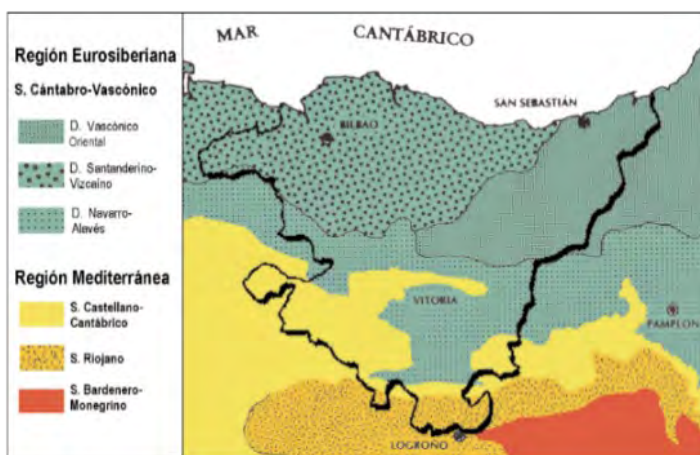 Región Eurosiberiana
S. Cántabro-Vascónico
D. Vascónico
Oriental
D. Santanderino-
Vizcaíno
D. Navarro-
Alavés
Región Mediterránea
S. Castellano-
Cantábrico
S. Riojano
S. Bardenero-
Monegrino
MAR CANTÁBRICO
SAN SEBASTIÁN
BILBAO
VITORIA
PAMPLON
LOGROÑO